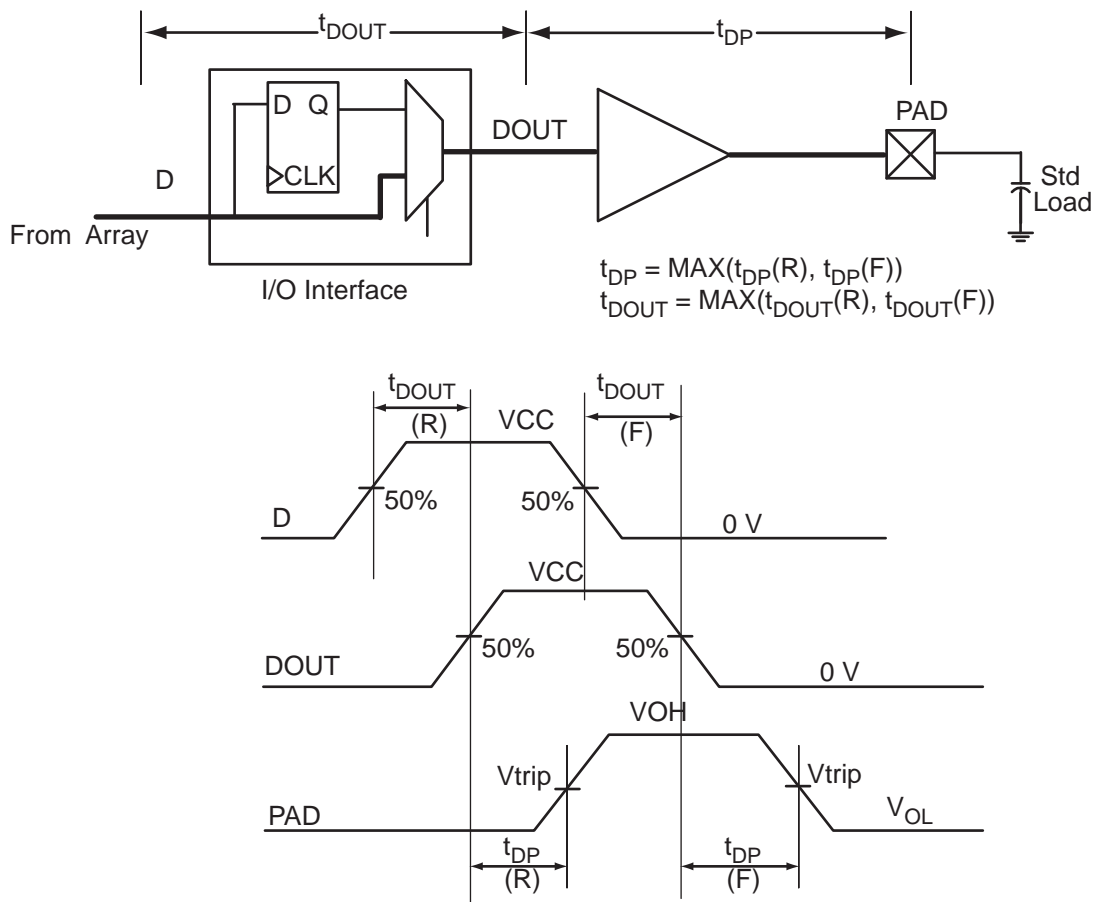 tDOUT
tDP
D Q
CLK
D
From Array
I/O Interface
DOUT
PAD
Std
Load
tDP = MAX(tDP(R), tDP(F))
tDOUT = MAX(tDOUT(R), tDOUT(F))
tDOUT
(R)
VCC
tDOUT
(F)
50%
50%
D
0 V
VCC
50%
50%
DOUT
0 V
VOH
Vtrip
Vtrip
PAD
VOL
tDP
(R)
tDP
(F)